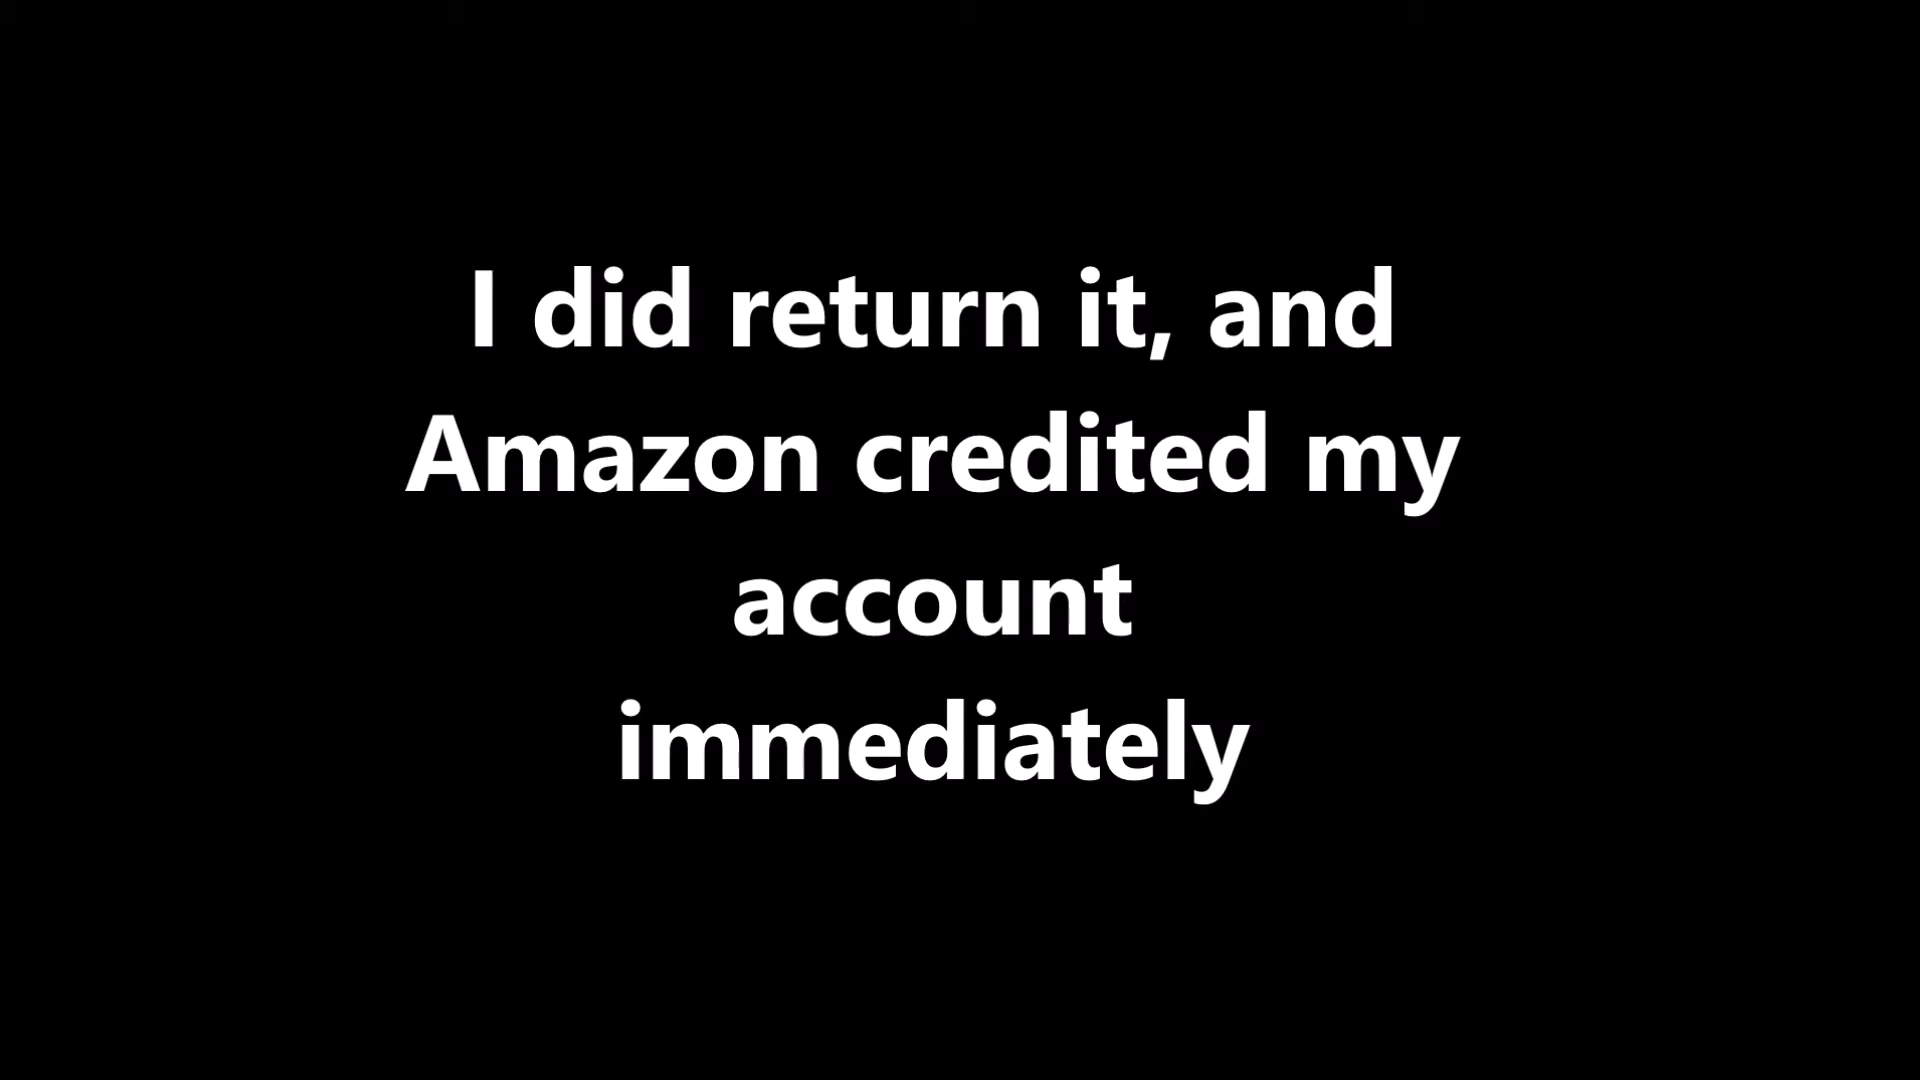 I did return it, and
Amazon credited my
account
immediately